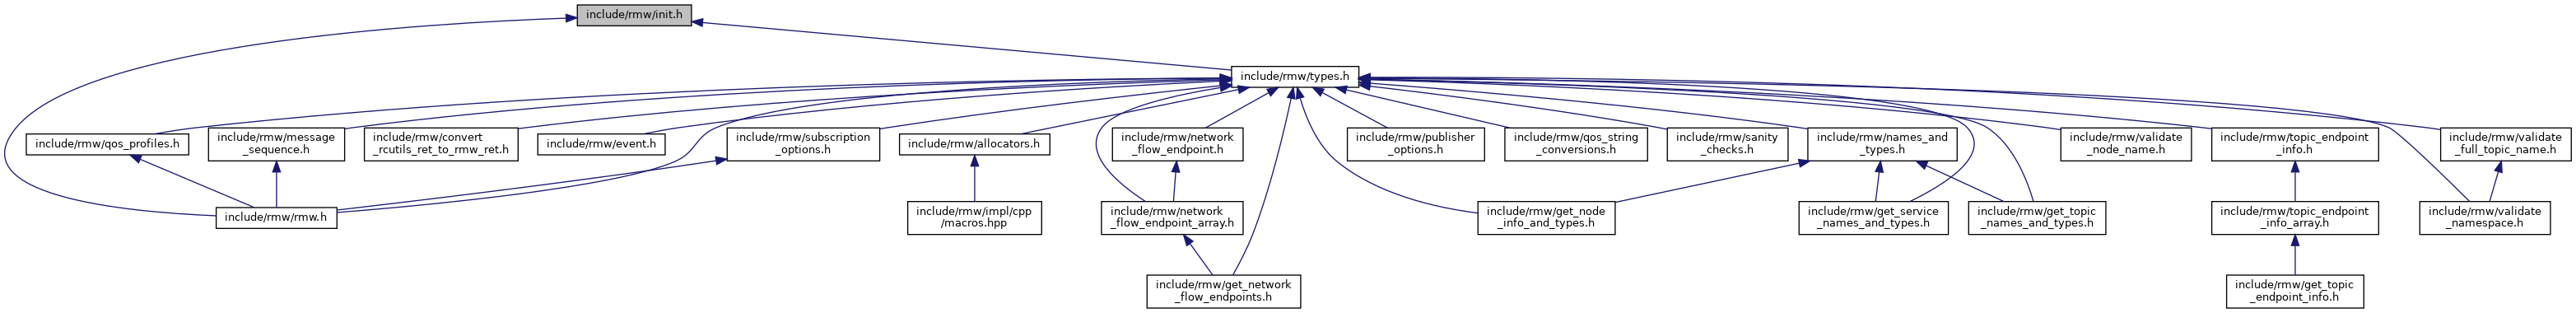 include/rmw/init.h
include/rmw/types.h
include/rmw/qos_profiles.h
include/rmw/message
_sequence.h
include/rmw/convert
_rcutils_ret_to_rmw_ret.h
include/rmw/event.h
include/rmw/subscription
_options.h
include/rmw/allocators.h
include/rmw/network
_flow_endpoint.h
include/rmw/publisher
_options.h
include/rmw/qos_string
_conversions.h
include/rmw/sanity
_checks.h
include/rmw/names_and
_types.h
include/rmw/validate
_node_name.h
include/rmw/topic_endpoint
_info.h
include/rmw/validate
_full_topic_name.h
include/rmw/rmw.h
include/rmw/impl/cpp
/macros.hpp
include/rmw/network
_flow_endpoint_array.h
include/rmw/get_node
_info_and_types.h
include/rmw/get_service
_names_and_types.h
include/rmw/get_topic
_names_and_types.h
include/rmw/topic_endpoint
_info_array.h
include/rmw/validate
_namespace.h
include/rmw/get_network
_flow_endpoints.h
include/rmw/get_topic
_endpoint_info.h